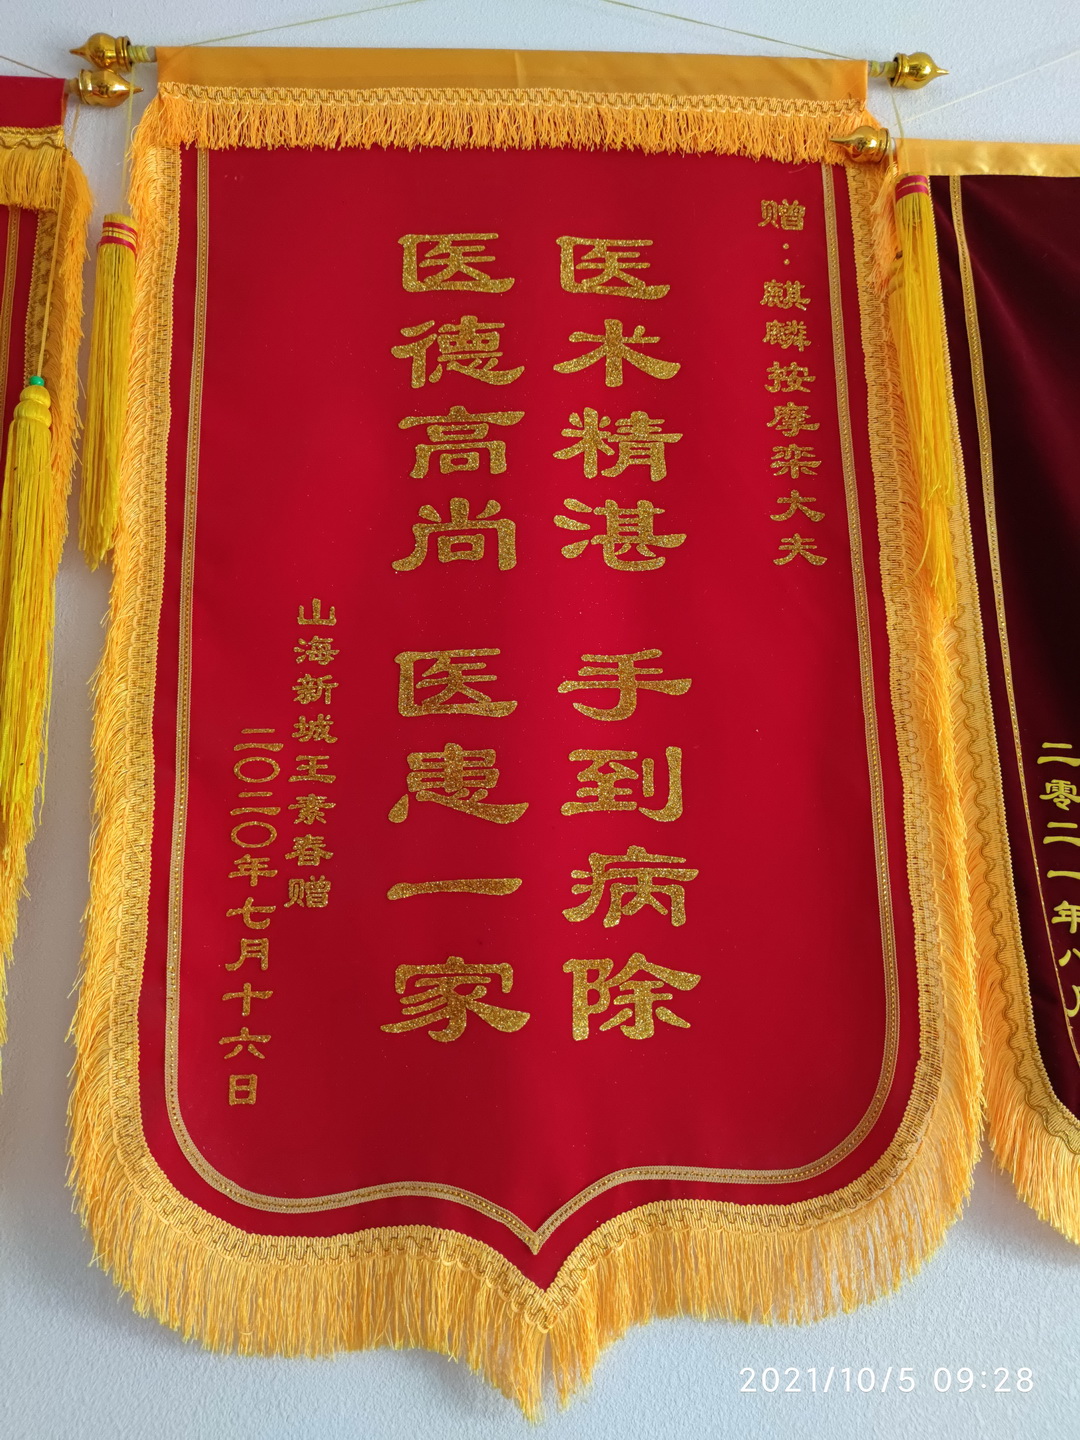 赠：麒麟按摩栾大夫
医术精湛 手到病除
医德高尚 医患一家
山海新城王素春赠
二〇二〇年七月十六日
二零二一年八月
2021/10/5 09:28